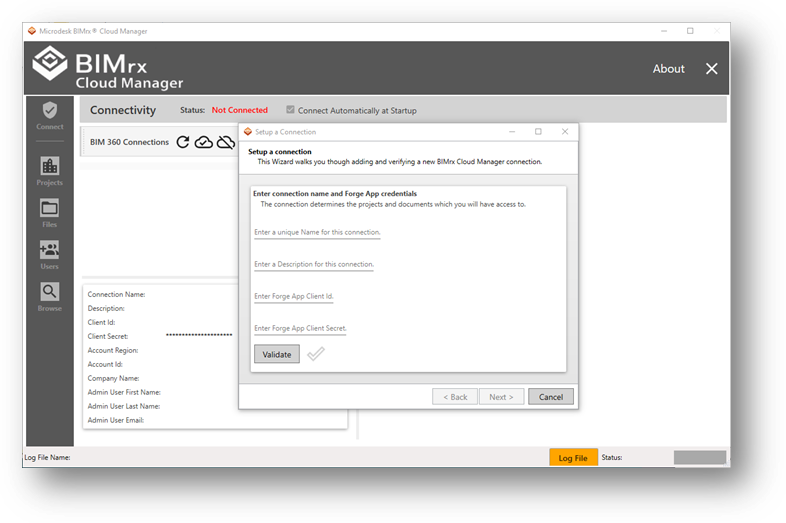 Microdesk BIMrx® Cloud Manager
BIMrx
Cloud Manager
About
Connect
Connectivity
Status: Not Connected
Connect Automatically at Startup
BIM 360 Connections
Projects
Files
Users
Browse
Setup a Connection
Setup a connection
This Wizard walks you though adding and verifying a new BIMrx Cloud Manager connection.
Enter connection name and Forge App credentials
The connection determines the projects and documents which you will have access to.
Enter a unique Name for this connection.
Enter a Description for this connection.
Enter Forge App Client Id.
Enter Forge App Client Secret.
Validate
< Back
Next >
Cancel
Connection Name:
Description:
Client Id:
Client Secret: *********************
Account Region:
Account Id:
Company Name:
Admin User First Name:
Admin User Last Name:
Admin User Email:
Log File Name:
Log File
Status: